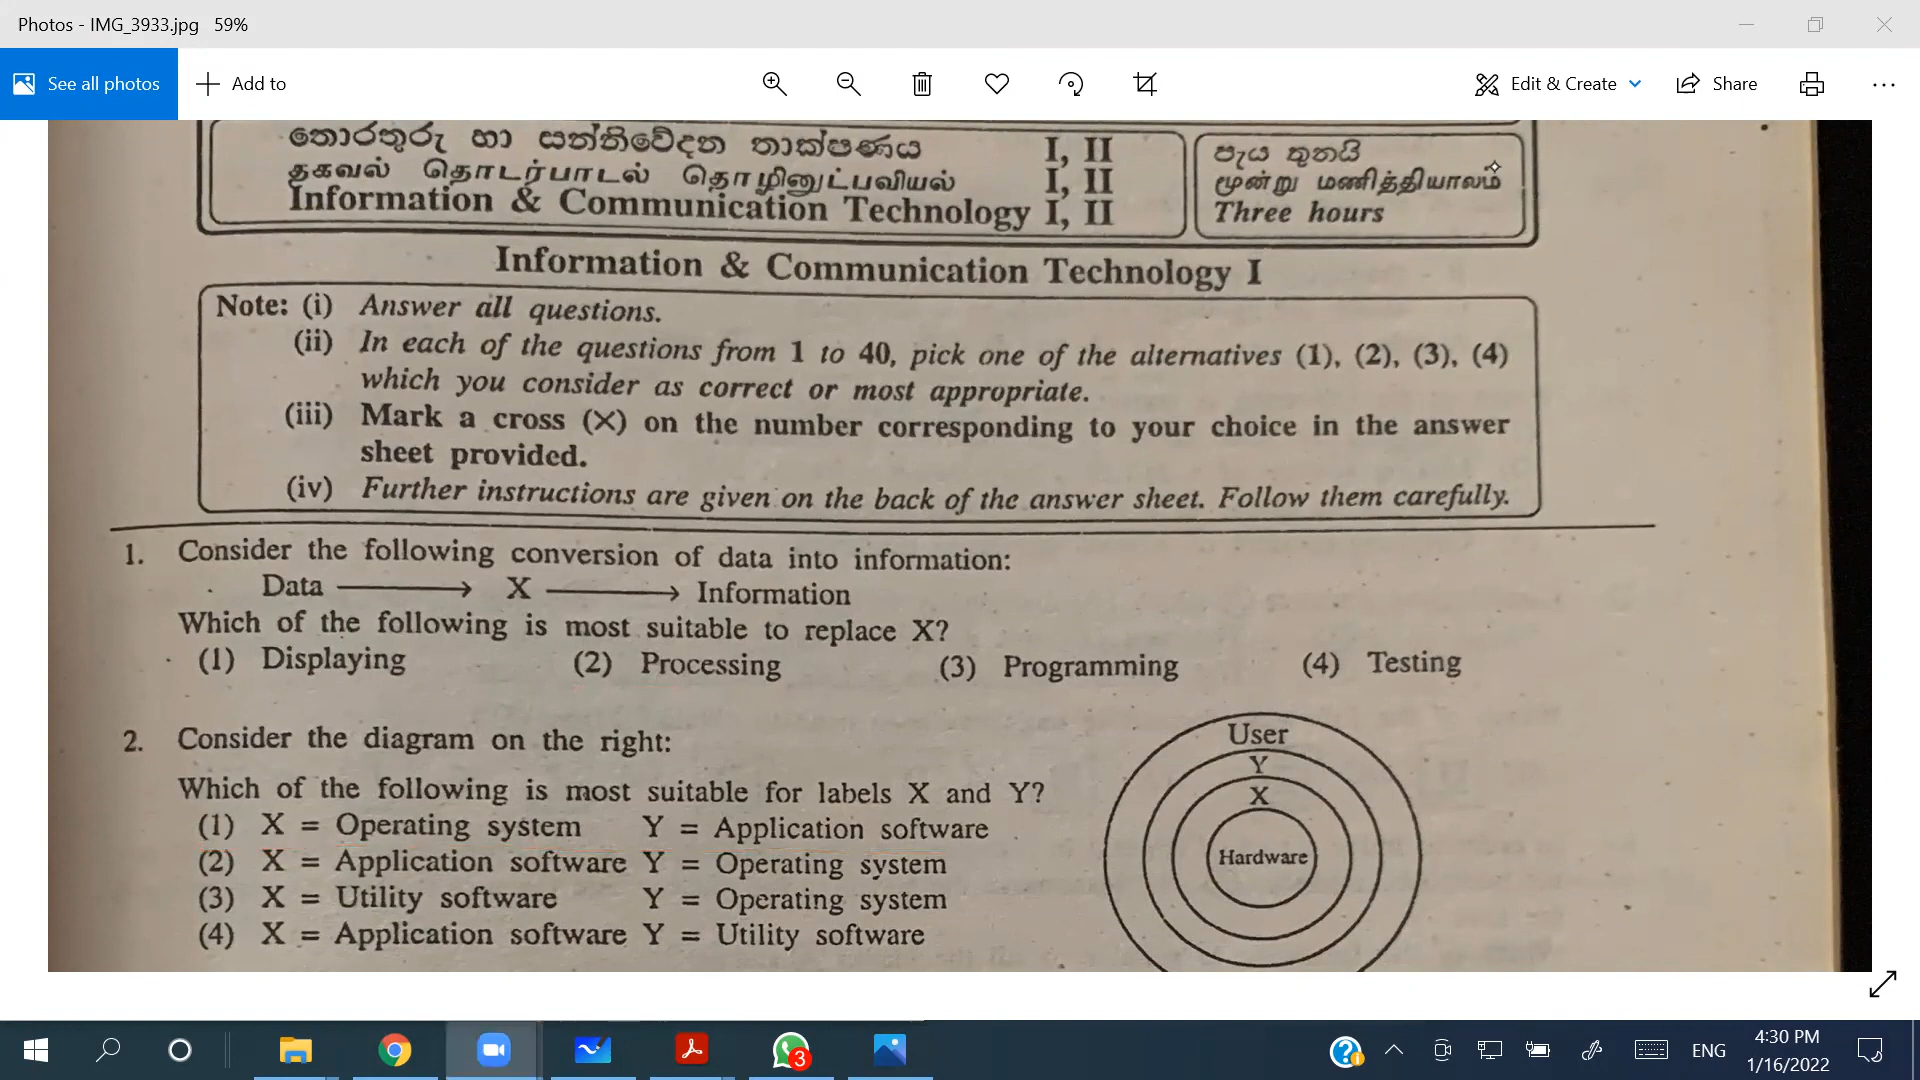 Photos - IMG_3933.jpg 59%
See all photos
Add to
Edit & Create
Share
තොරතුරු හා සන්නිවේදන තාක්ෂණය I, II
தகவல் தொடர்பாடல் தொழினுட்பவியல் I, II
Information & Communication Technology I, II
පැය තුනයි
மூன்று மணித்தியாலம்
Three hours
Information & Communication Technology I
Note: (i) Answer all questions.
(ii) In each of the questions from 1 to 40, pick one of the alternatives (1), (2), (3), (4)
which you consider as correct or most appropriate.
(iii) Mark a cross (×) on the number corresponding to your choice in the answer
sheet provided.
(iv) Further instructions are given on the back of the answer sheet. Follow them carefully.
1. Consider the following conversion of data into information:
Data → X → Information
Which of the following is most suitable to replace X?
(1) Displaying (2) Processing (3) Programming (4) Testing
2. Consider the diagram on the right:
Which of the following is most suitable for labels X and Y?
(1) X = Operating system Y = Application software
(2) X = Application software Y = Operating system
(3) X = Utility software Y = Operating system
(4) X = Application software Y = Utility software
User
Y
X
Hardware
3
ENG
4:30 PM
1/16/2022